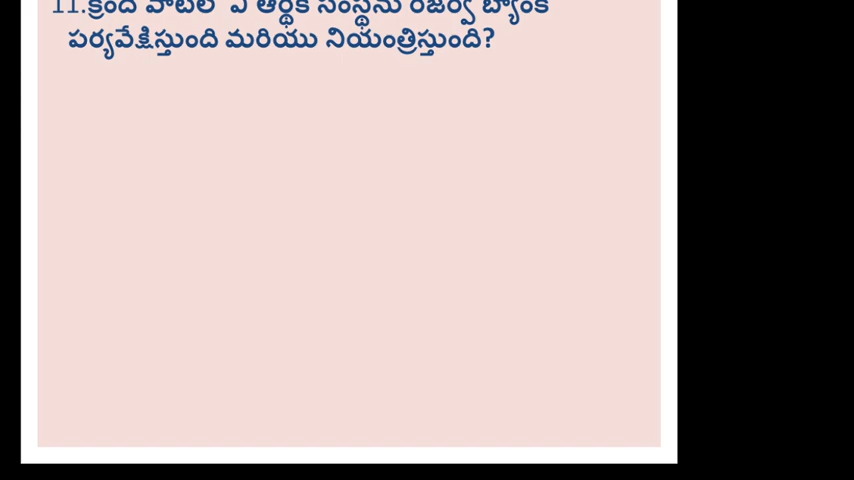 11.క్రింది వాటిలో ఏ ఆర్థిక సంస్థను రిజర్వ్ బ్యాంక్
పర్యవేక్షిస్తుంది మరియు నియంత్రిస్తుంది?